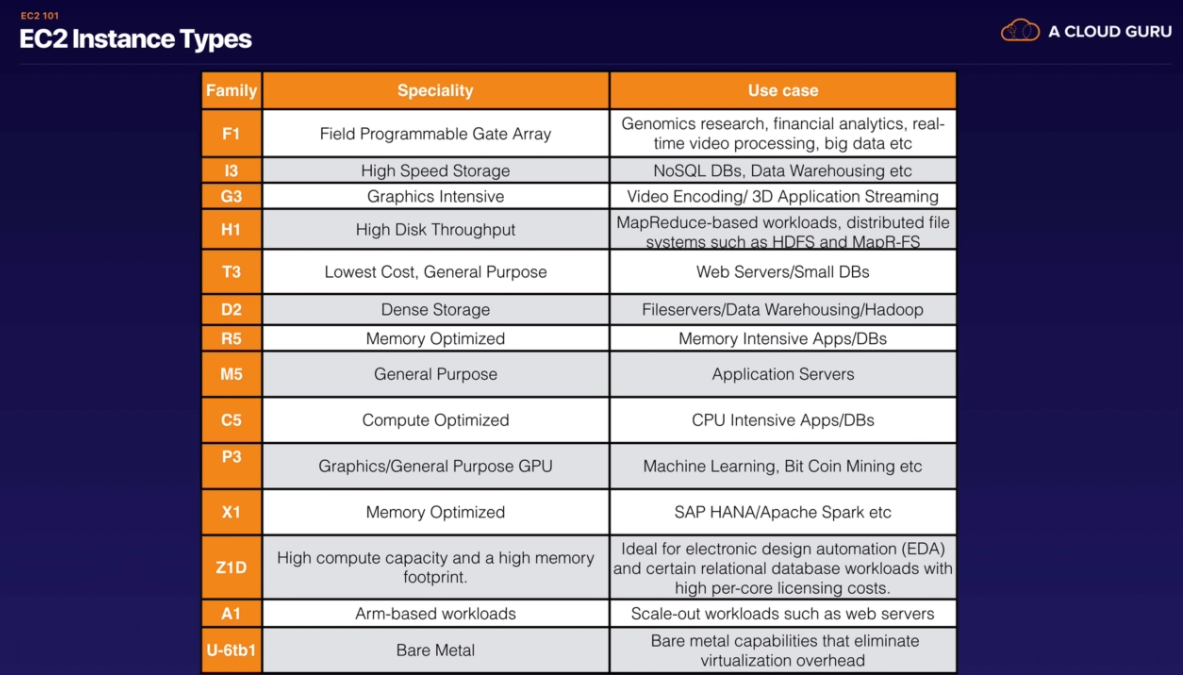 EC2 101
EC2 Instance Types
A CLOUD GURU
Family Speciality Use case
F1 Field Programmable Gate Array Genomics research, financial analytics, real-
time video processing, big data etc
I3 High Speed Storage NoSQL DBs, Data Warehousing etc
G3 Graphics Intensive Video Encoding/ 3D Application Streaming
H1 High Disk Throughput MapReduce-based workloads, distributed file
systems such as HDFS and MapR-FS
T3 Lowest Cost, General Purpose Web Servers/Small DBs
D2 Dense Storage Fileservers/Data Warehousing/Hadoop
R5 Memory Optimized Memory Intensive Apps/DBs
M5 General Purpose Application Servers
C5 Compute Optimized CPU Intensive Apps/DBs
P3 Graphics/General Purpose GPU Machine Learning, Bit Coin Mining etc
X1 Memory Optimized SAP HANA/Apache Spark etc
Z1D High compute capacity and a high memory
footprint. Ideal for electronic design automation (EDA)
and certain relational database workloads with
high per-core licensing costs.
A1 Arm-based workloads Scale-out workloads such as web servers
U-6tb1 Bare Metal Bare metal capabilities that eliminate
virtualization overhead